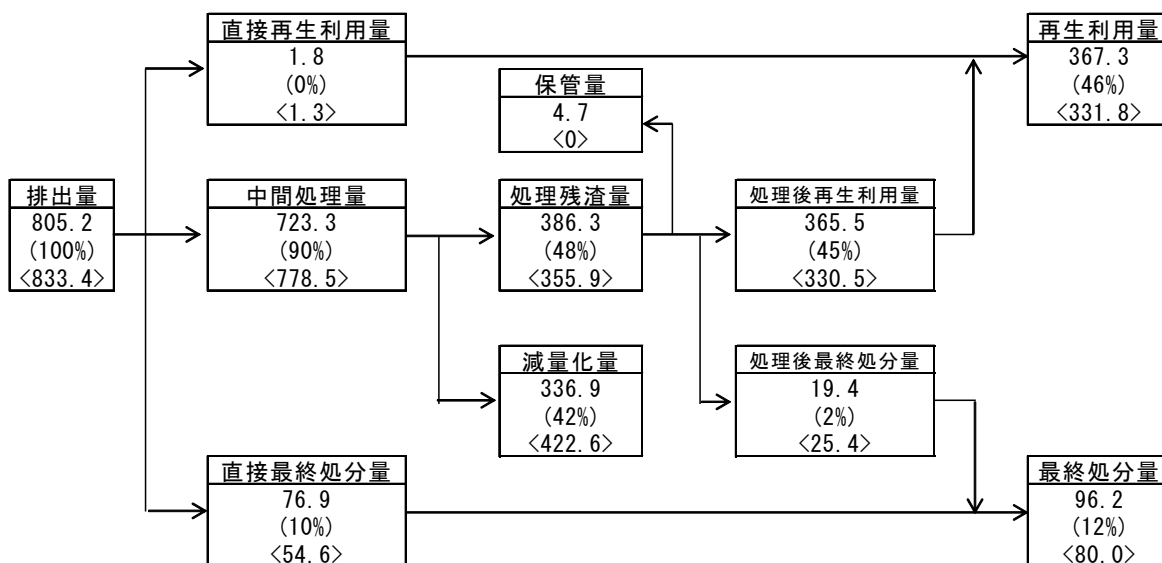 直接再生利用量
1.8
(0%)
<1.3>
再生利用量
367.3
(46%)
<331.8>
保管量
4.7
<0>
排出量
805.2
(100%)
<833.4>
中間処理量
723.3
(90%)
<778.5>
処理残渣量
386.3
(48%)
<355.9>
処理後再生利用量
365.5
(45%)
<330.5>
減量化量
336.9
(42%)
<422.6>
処理後最終処分量
19.4
(2%)
<25.4>
直接最終処分量
76.9
(10%)
<54.6>
最終処分量
96.2
(12%)
<80.0>